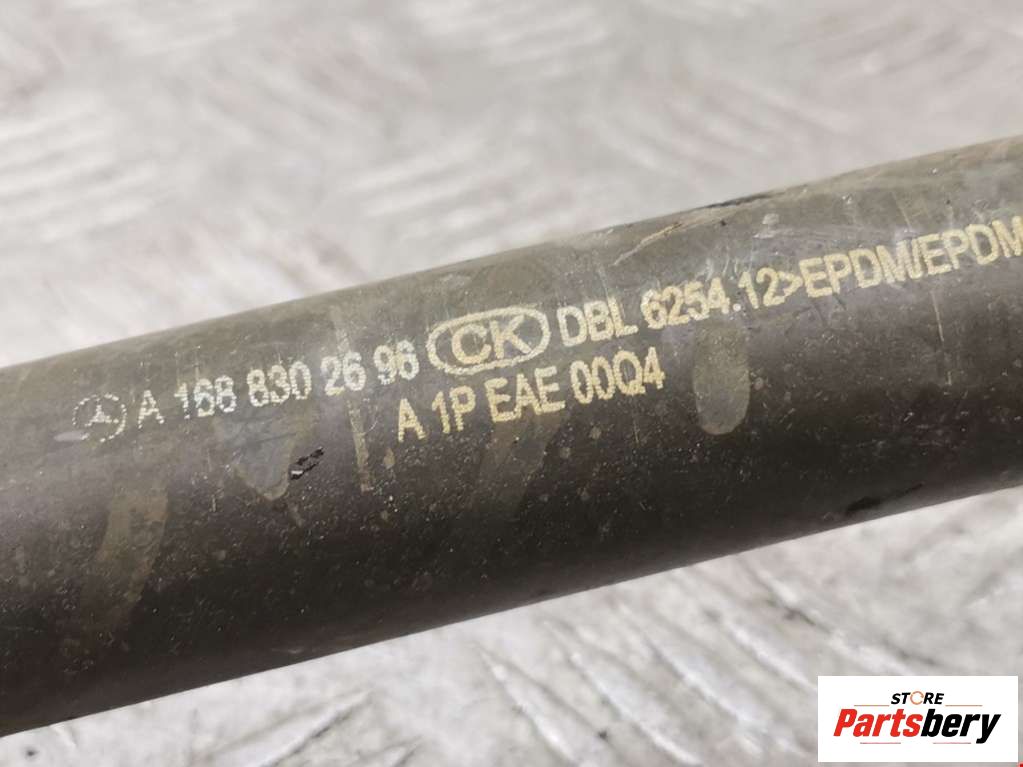 A 168 830 26 96 CK DBL 6254.12>EPDM/EPDM
A 1P EAE 00Q4
STORE
Partsbery